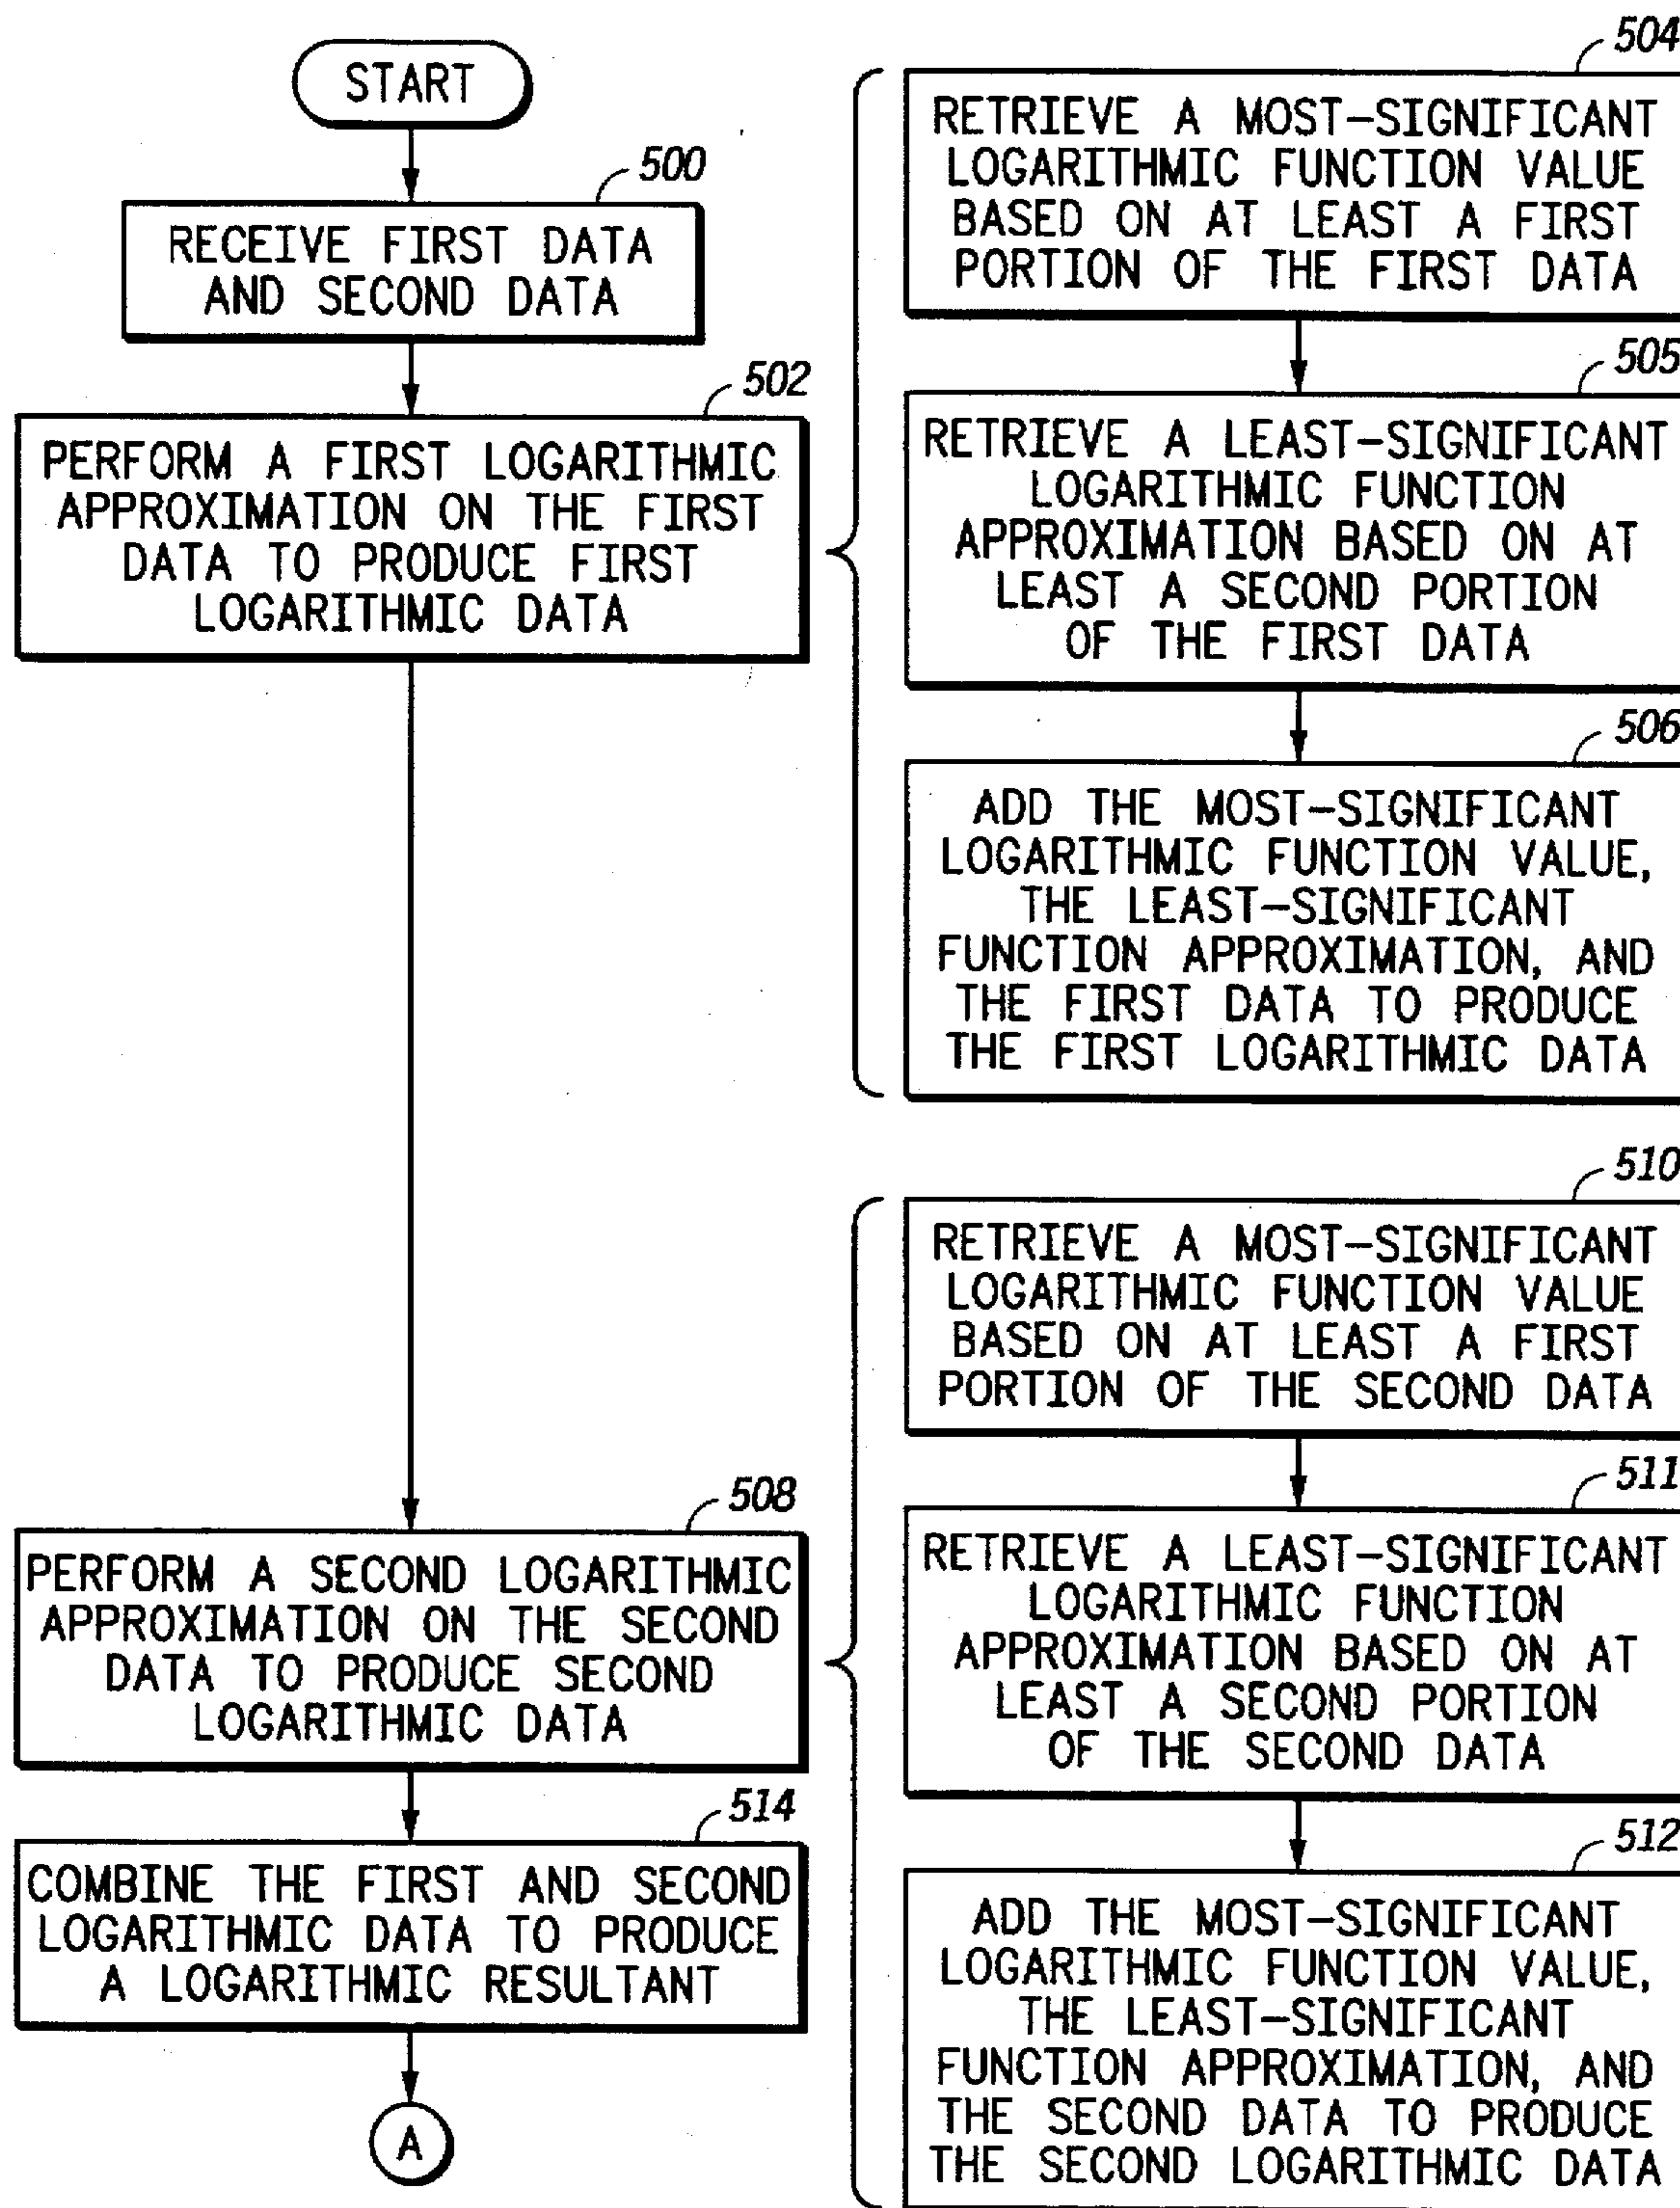 START
500
RECEIVE FIRST DATA
AND SECOND DATA
502
PERFORM A FIRST LOGARITHMIC
APPROXIMATION ON THE FIRST
DATA TO PRODUCE FIRST
LOGARITHMIC DATA
504
RETRIEVE A MOST-SIGNIFICANT
LOGARITHMIC FUNCTION VALUE
BASED ON AT LEAST A FIRST
PORTION OF THE FIRST DATA
505
RETRIEVE A LEAST-SIGNIFICANT
LOGARITHMIC FUNCTION
APPROXIMATION BASED ON AT
LEAST A SECOND PORTION
OF THE FIRST DATA
506
ADD THE MOST-SIGNIFICANT
LOGARITHMIC FUNCTION VALUE,
THE LEAST-SIGNIFICANT
FUNCTION APPROXIMATION, AND
THE FIRST DATA TO PRODUCE
THE FIRST LOGARITHMIC DATA
508
PERFORM A SECOND LOGARITHMIC
APPROXIMATION ON THE SECOND
DATA TO PRODUCE SECOND
LOGARITHMIC DATA
510
RETRIEVE A MOST-SIGNIFICANT
LOGARITHMIC FUNCTION VALUE
BASED ON AT LEAST A FIRST
PORTION OF THE SECOND DATA
511
RETRIEVE A LEAST-SIGNIFICANT
LOGARITHMIC FUNCTION
APPROXIMATION BASED ON AT
LEAST A SECOND PORTION
OF THE SECOND DATA
512
ADD THE MOST-SIGNIFICANT
LOGARITHMIC FUNCTION VALUE,
THE LEAST-SIGNIFICANT
FUNCTION APPROXIMATION, AND
THE SECOND DATA TO PRODUCE
THE SECOND LOGARITHMIC DATA
514
COMBINE THE FIRST AND SECOND
LOGARITHMIC DATA TO PRODUCE
A LOGARITHMIC RESULTANT
A